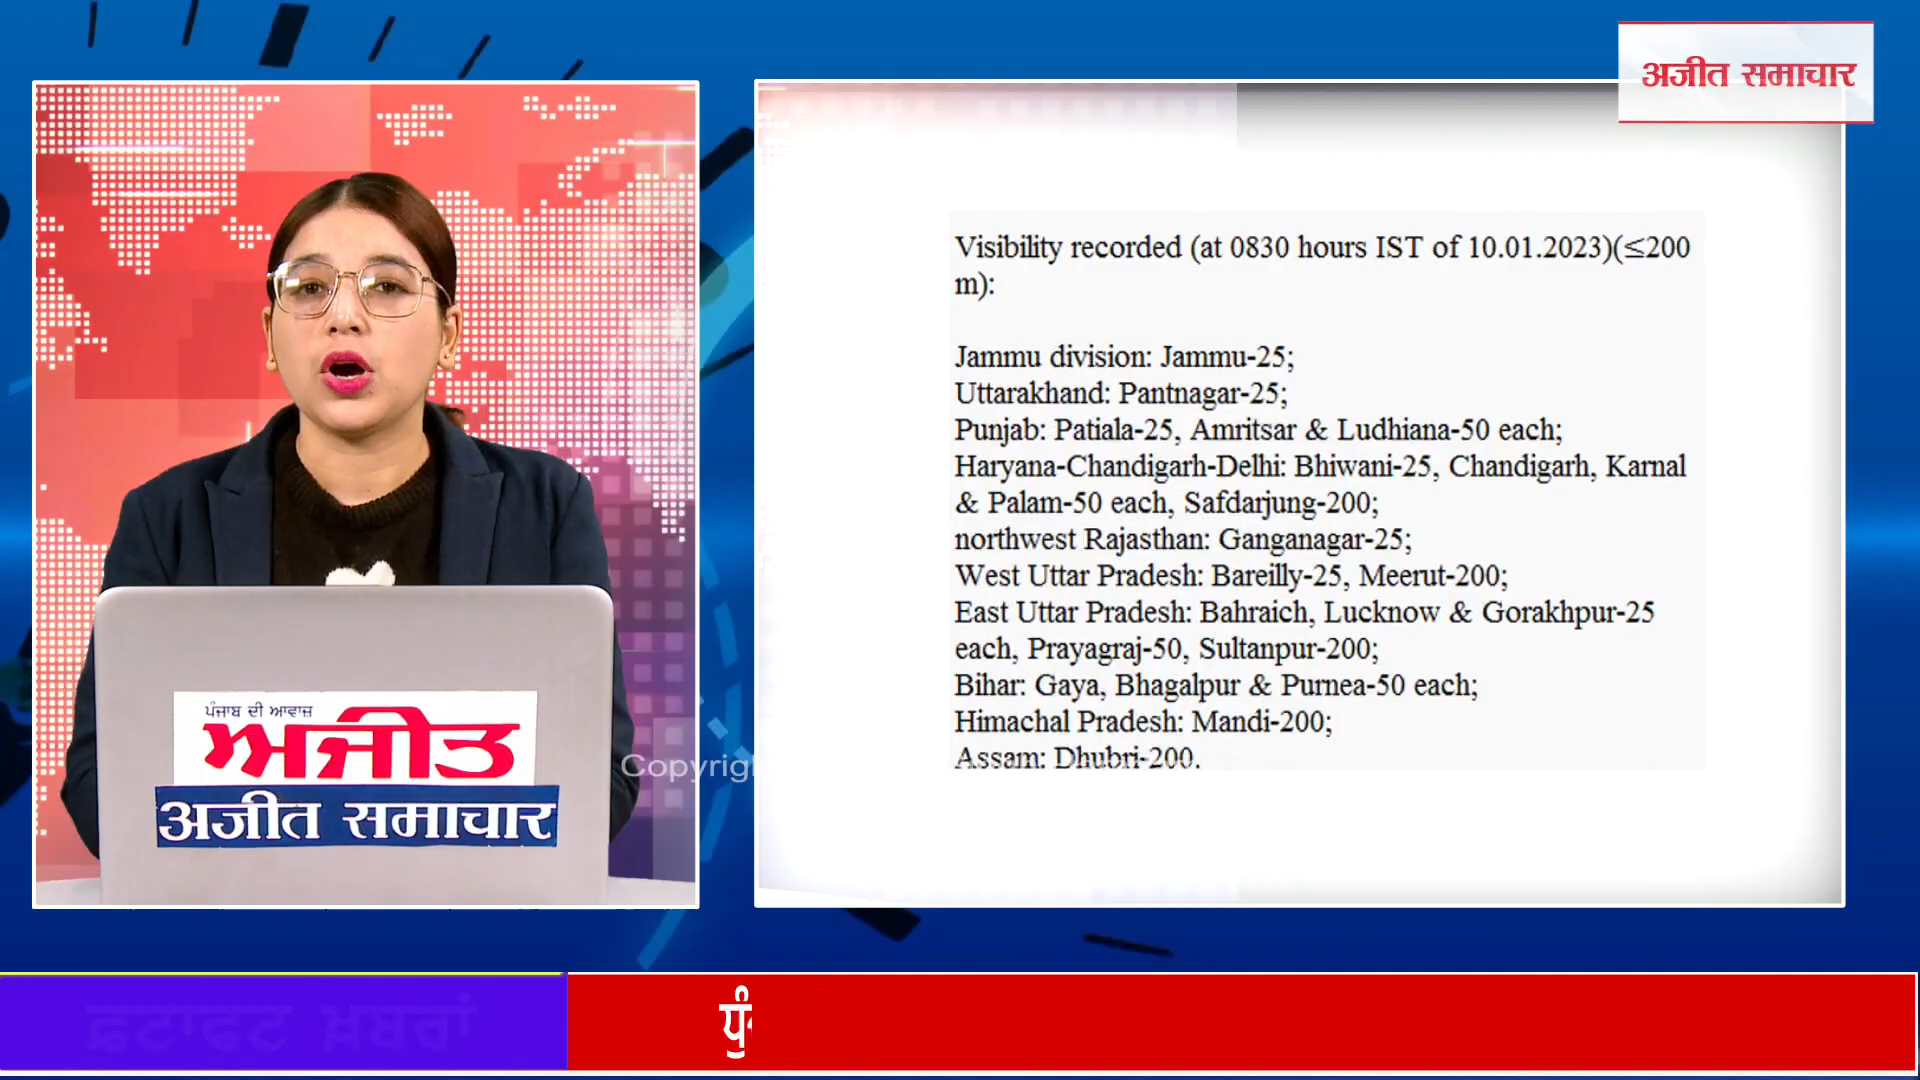 अजीत समाचार
Visibility recorded (at 0830 hours IST of 10.01.2023)(≤200
m):
Jammu division: Jammu-25;
Uttarakhand: Pantnagar-25;
Punjab: Patiala-25, Amritsar & Ludhiana-50 each;
Haryana-Chandigarh-Delhi: Bhiwani-25, Chandigarh, Karnal
& Palam-50 each, Safdarjung-200;
northwest Rajasthan: Ganganagar-25;
West Uttar Pradesh: Bareilly-25, Meerut-200;
East Uttar Pradesh: Bahraich, Lucknow & Gorakhpur-25
each, Prayagraj-50, Sultanpur-200;
Bihar: Gaya, Bhagalpur & Purnea-50 each;
Himachal Pradesh: Mandi-200;
Assam: Dhubri-200.
ਪੰਜਾਬ ਦੀ ਆਵਾਜ਼
ਅਜੀਤ
अजीत समाचार
ਫ਼ਟਾਫਟ ਖ਼ਬਰਾਂ